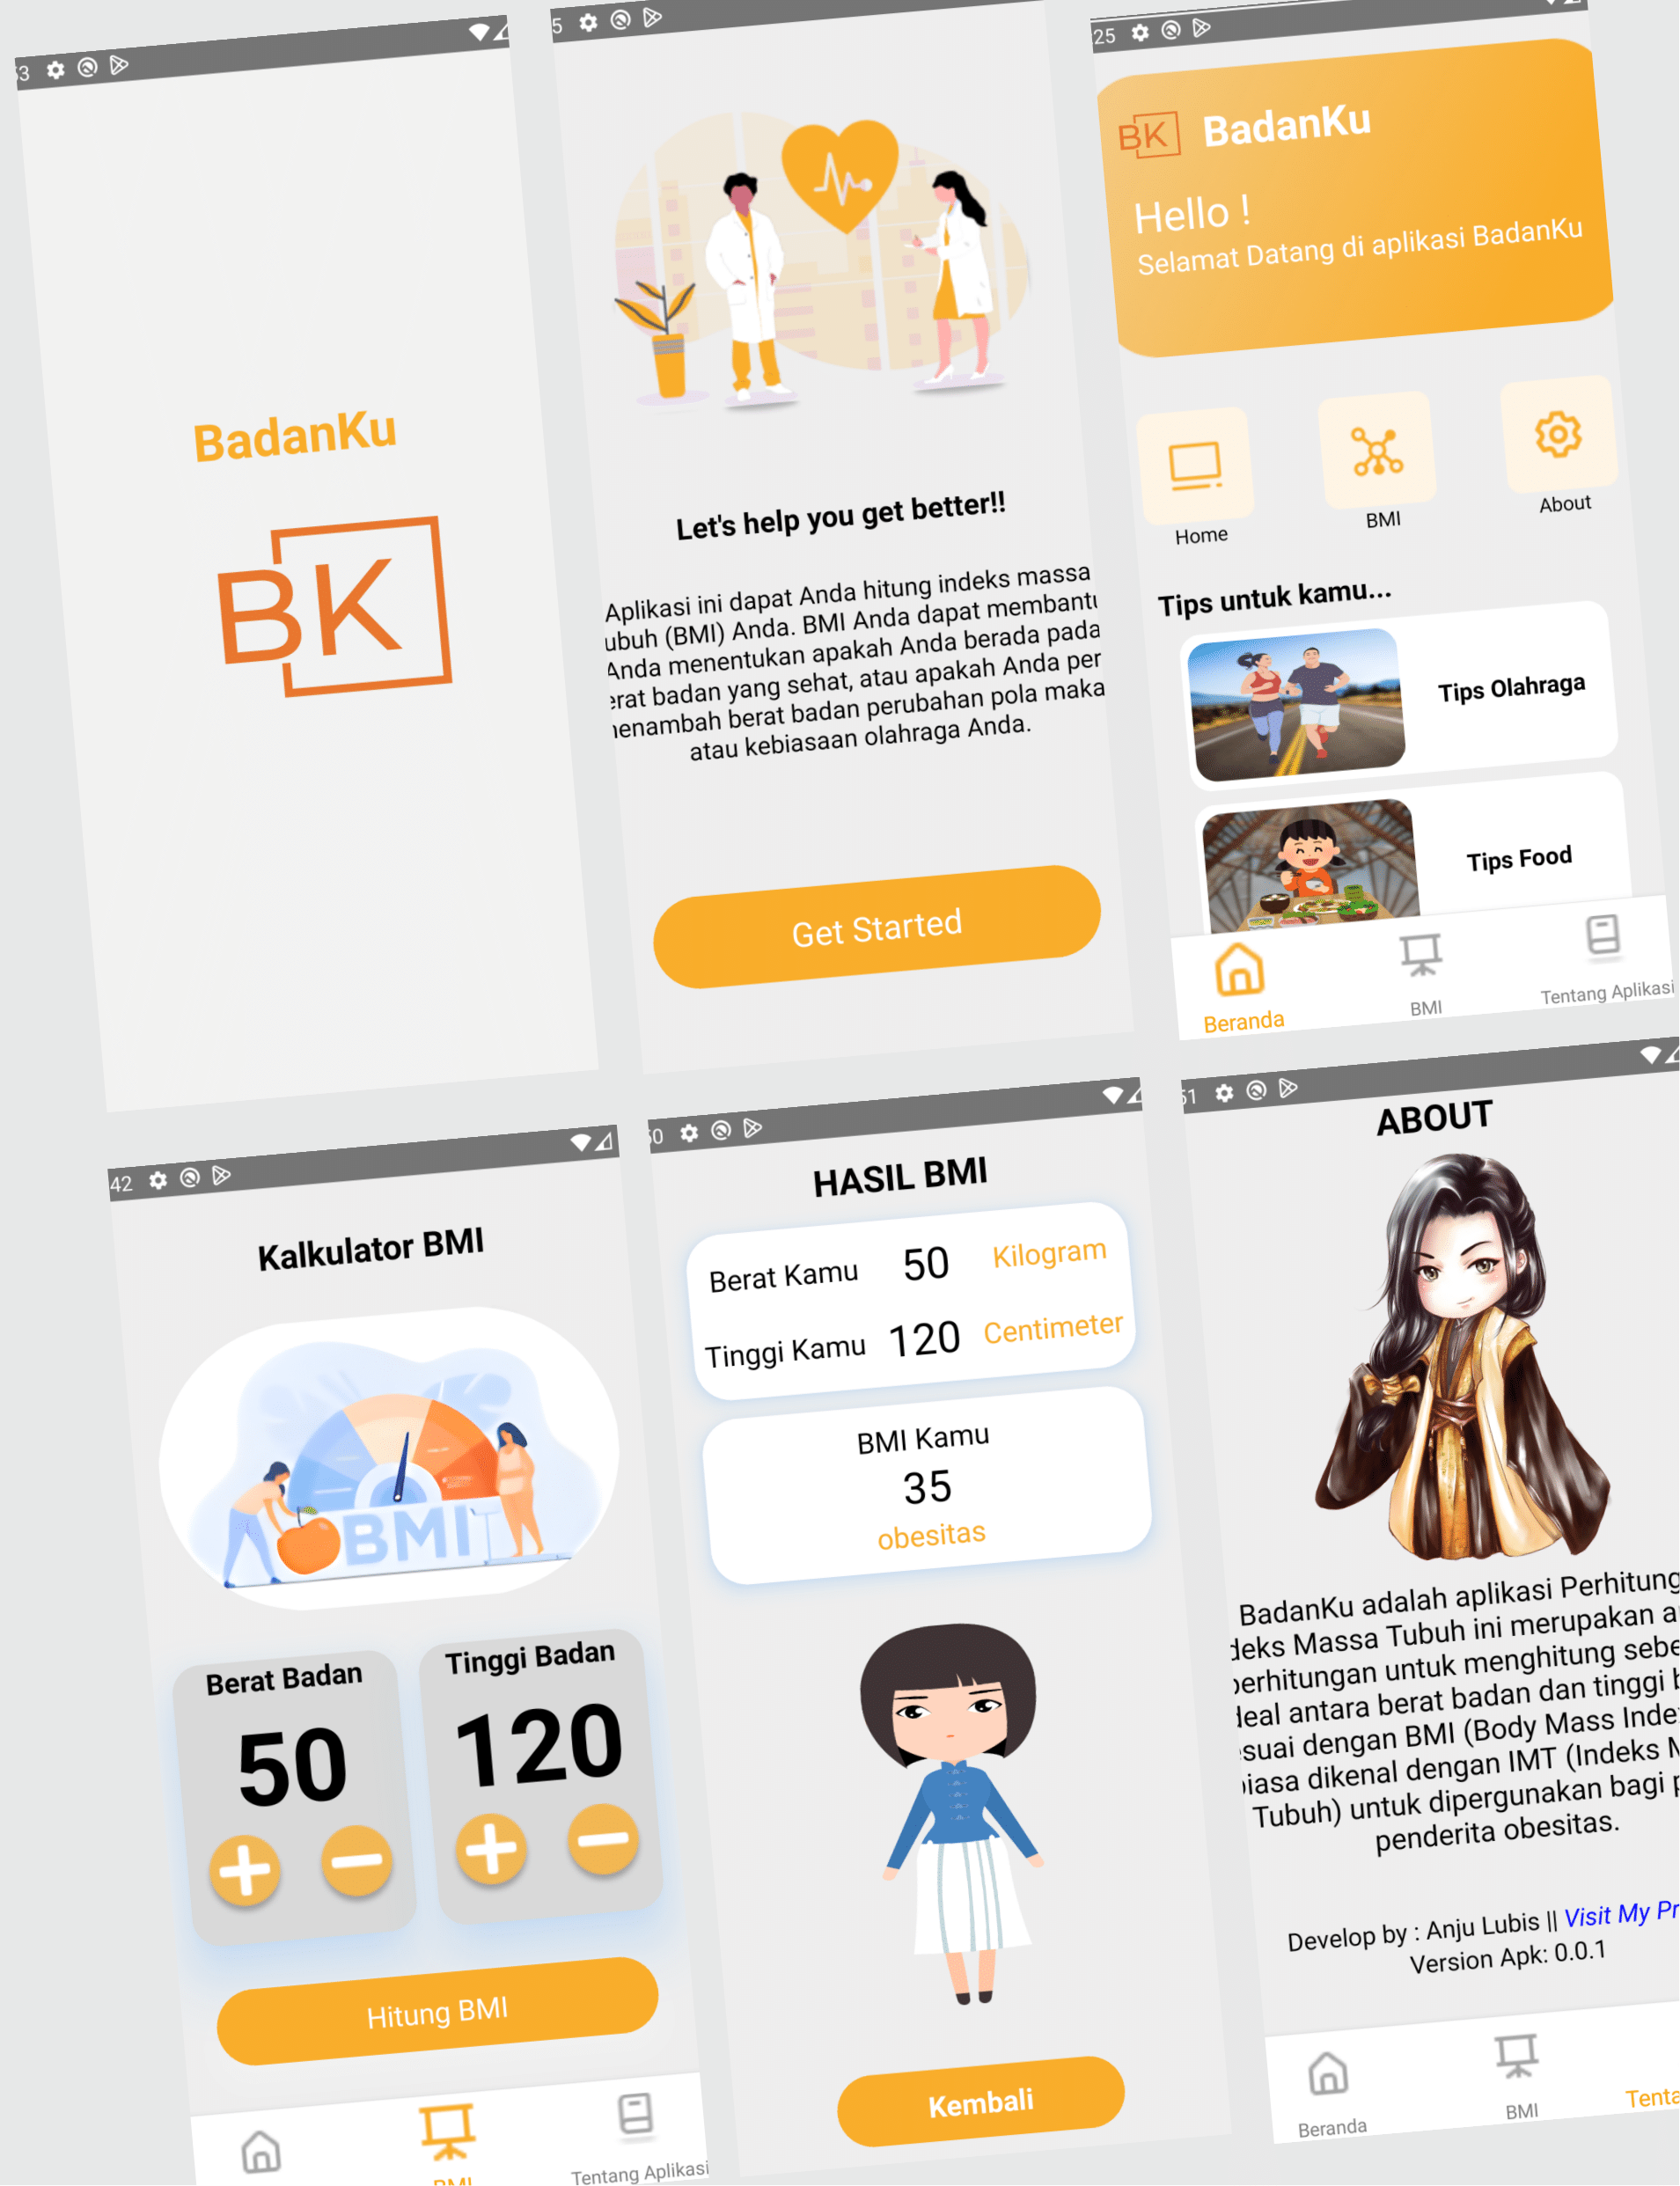 BadanKu
BK
5
Let's help you get better!!
Aplikasi ini dapat Anda hitung indeks massa
ubuh (BMI) Anda. BMI Anda dapat membantu
Anda menentukan apakah Anda berada pada
erat badan yang sehat, atau apakah Anda per
nenambah berat badan perubahan pola maka
atau kebiasaan olahraga Anda.
Get Started
25
BK BadanKu
Hello !
Selamat Datang di aplikasi BadanKu
Home BMI About
Tips untuk kamu...
Tips Olahraga
Tips Food
Beranda BMI Tentang Aplikasi
42
Kalkulator BMI
BMI
Berat Badan Tinggi Badan
50 120
Hitung BMI
BMI Tentang Aplikasi
50
HASIL BMI
Berat Kamu 50 Kilogram
Tinggi Kamu 120 Centimeter
BMI Kamu
35
obesitas
Kembali
51
ABOUT
BadanKu adalah aplikasi Perhitung
deks Massa Tubuh ini merupakan a
perhitungan untuk menghitung sebe
deal antara berat badan dan tinggi b
esuai dengan BMI (Body Mass Inde
biasa dikenal dengan IMT (Indeks M
Tubuh) untuk dipergunakan bagi p
penderita obesitas.
Develop by : Anju Lubis || Visit My Pr
Version Apk: 0.0.1
Beranda BMI Tenta